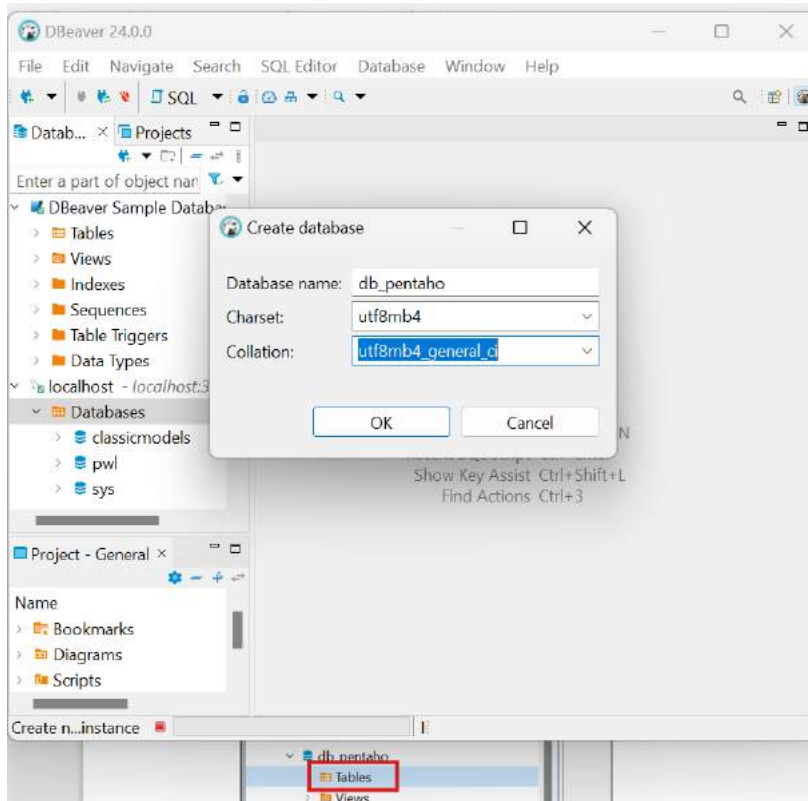 DBeaver 24.0.0
File Edit Navigate Search SQL Editor Database Window Help
SQL
Datab... Projects
Enter a part of object nar
DBeaver Sample Databa
Tables
Views
Indexes
Sequences
Table Triggers
Data Types
localhost - localhost:3
Databases
classicmodels
pwl
sys
Create database
Database name: db_pentaho
Charset: utf8mb4
Collation: utf8mb4_general_ci
OK Cancel
N
Show Key Assist Ctrl+Shift+L
Find Actions Ctrl+3
Project - General
Name
Bookmarks
Diagrams
Scripts
Create n...instance
db_pentaho
Tables
Views